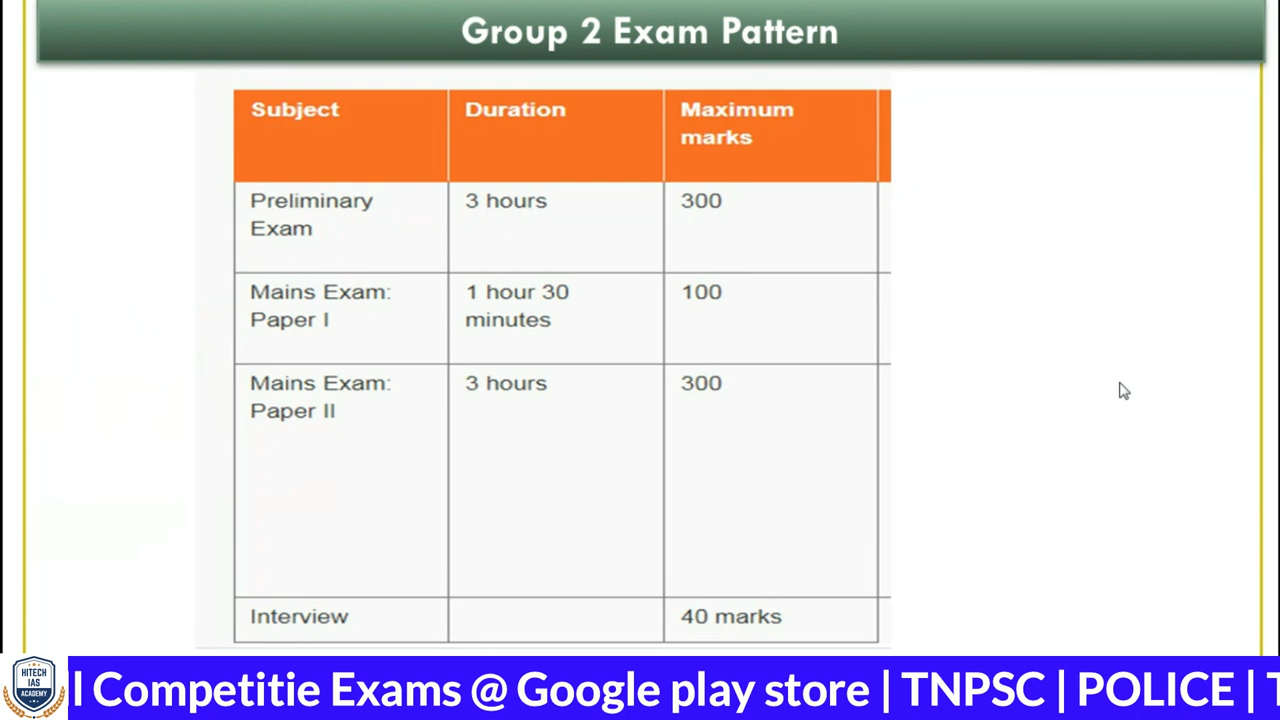 Group 2 Exam Pattern
Subject Duration Maximum
marks
Preliminary 3 hours 300
Exam
Mains Exam: 1 hour 30 100
Paper I minutes
Mains Exam: 3 hours 300
Paper II
Interview 40 marks
HITECH
IAS
ACADEMY
l Competitie Exams @ Google play store | TNPSC | POLICE | T